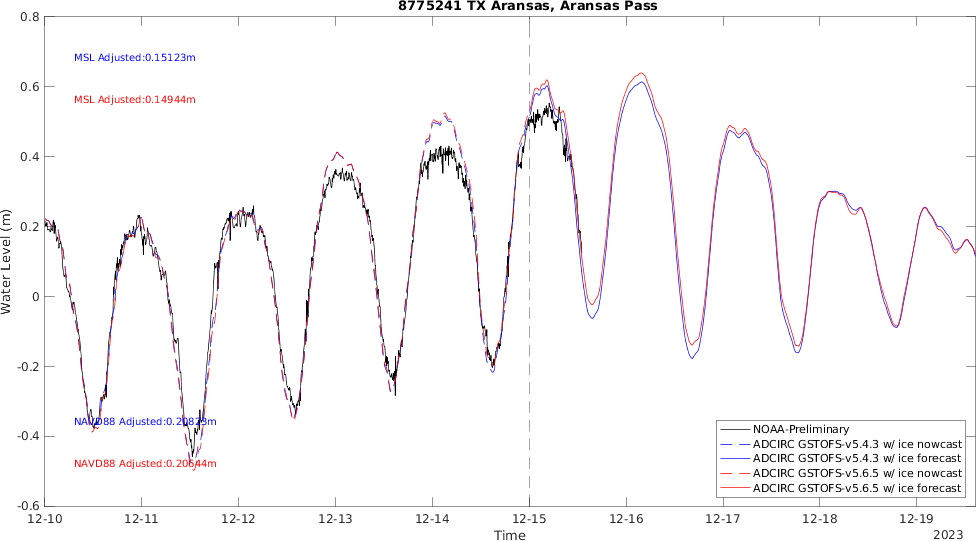 8775241 TX Aransas, Aransas Pass
0.8
0.6
0.4
0.2
0
-0.2
-0.4
-0.6
Water Level (m)
MSL Adjusted:0.15123m
MSL Adjusted:0.14944m
NAVD88 Adjusted:0.20823m
NAVD88 Adjusted:0.20644m
NOAA-Preliminary
ADCIRC GSTOFS-v5.4.3 w/ ice nowcast
ADCIRC GSTOFS-v5.4.3 w/ ice forecast
ADCIRC GSTOFS-v5.6.5 w/ ice nowcast
ADCIRC GSTOFS-v5.6.5 w/ ice forecast
12-10 12-11 12-12 12-13 12-14 12-15 12-16 12-17 12-18 12-19
Time
2023